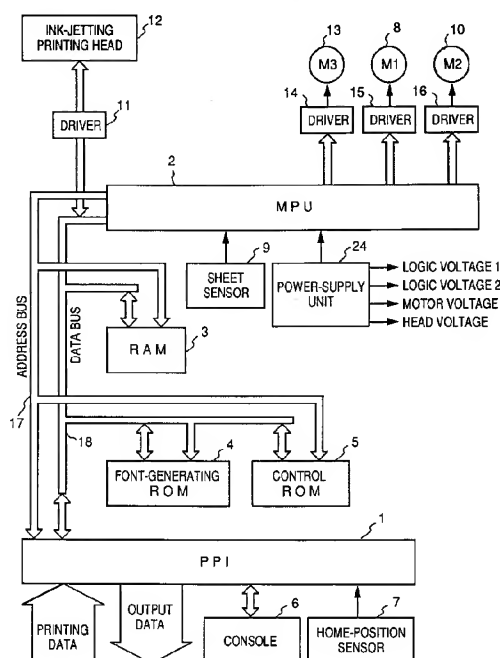 12
INK-JETTING
PRINTING HEAD
13
8
10
M3
M1
M2
11
DRIVER
14
15
16
DRIVER
DRIVER
DRIVER
2
MPU
9
SHEET
SENSOR
24
POWER-SUPPLY
UNIT
LOGIC VOLTAGE 1
LOGIC VOLTAGE 2
MOTOR VOLTAGE
HEAD VOLTAGE
ADDRESS BUS
DATA BUS
RAM
3
17
18
4
FONT-GENERATING
ROM
5
CONTROL
ROM
1
PPI
PRINTING
DATA
OUTPUT
DATA
6
CONSOLE
7
HOME-POSITION
SENSOR